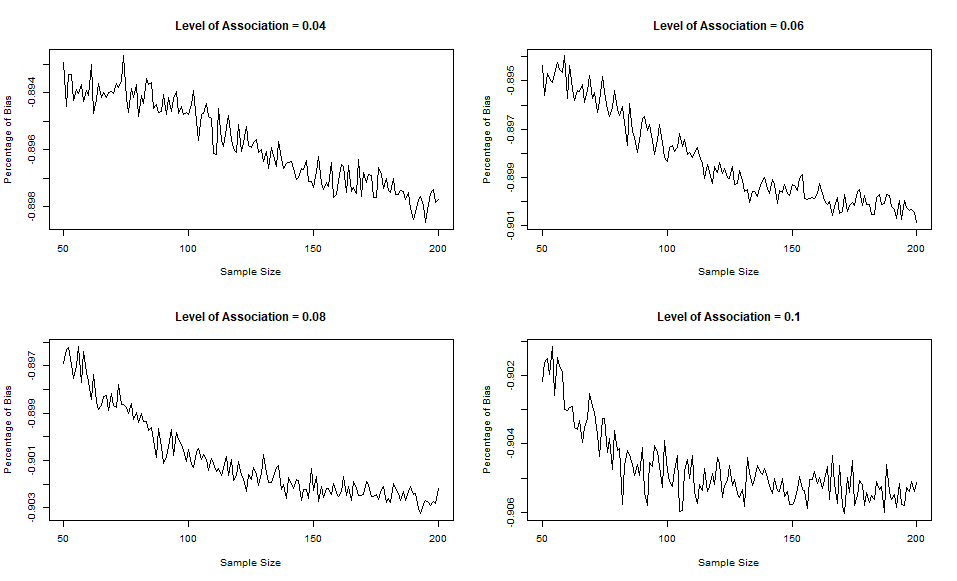 Level of Association = 0.04
Percentage of Bias
-0.894
-0.896
-0.898
50 100 150 200
Sample Size
Level of Association = 0.06
Percentage of Bias
-0.895
-0.897
-0.899
-0.901
50 100 150 200
Sample Size
Level of Association = 0.08
Percentage of Bias
-0.897
-0.899
-0.901
-0.903
50 100 150 200
Sample Size
Level of Association = 0.1
Percentage of Bias
-0.902
-0.904
-0.906
50 100 150 200
Sample Size